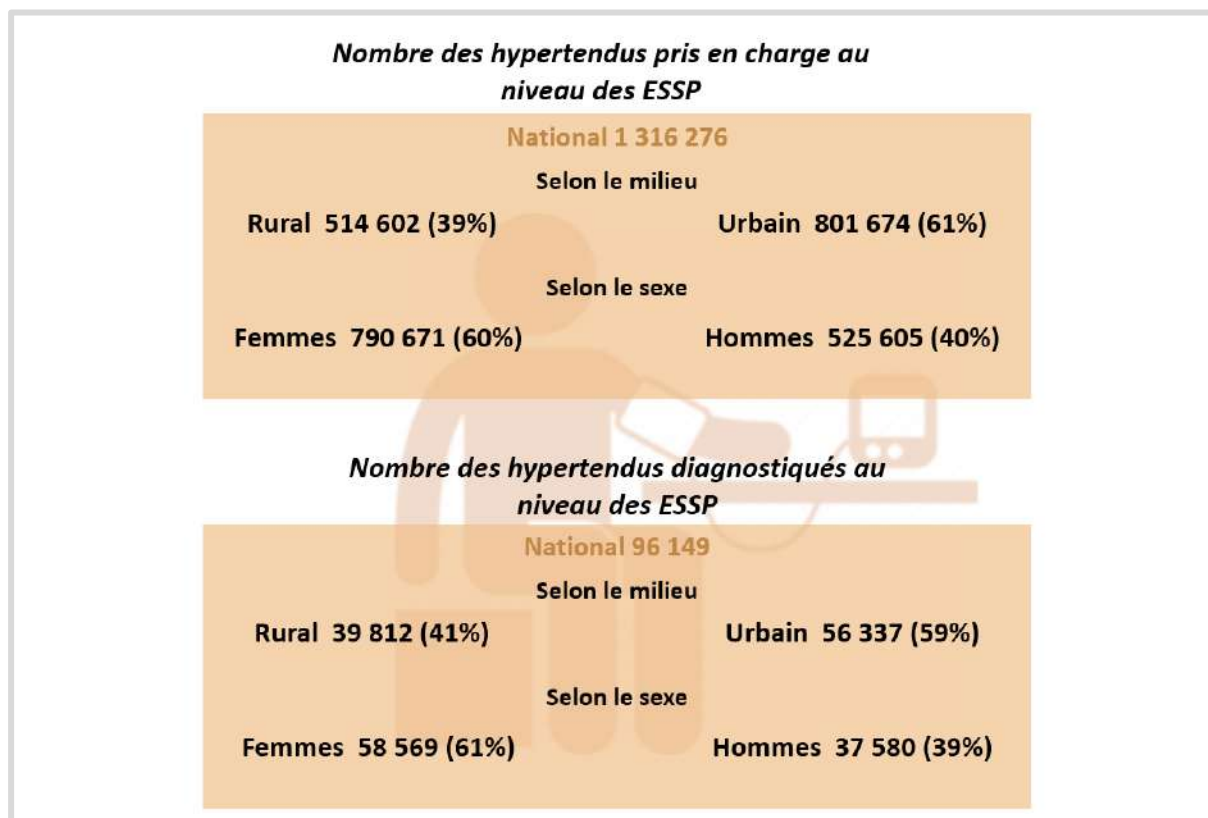 Nombre des hypertendus pris en charge au
niveau des ESSP
National 1 316 276
Selon le milieu
Rural 514 602 (39%) Urbain 801 674 (61%)
Selon le sexe
Femmes 790 671 (60%) Hommes 525 605 (40%)
Nombre des hypertendus diagnostiqués au
niveau des ESSP
National 96 149
Selon le milieu
Rural 39 812 (41%) Urbain 56 337 (59%)
Selon le sexe
Femmes 58 569 (61%) Hommes 37 580 (39%)